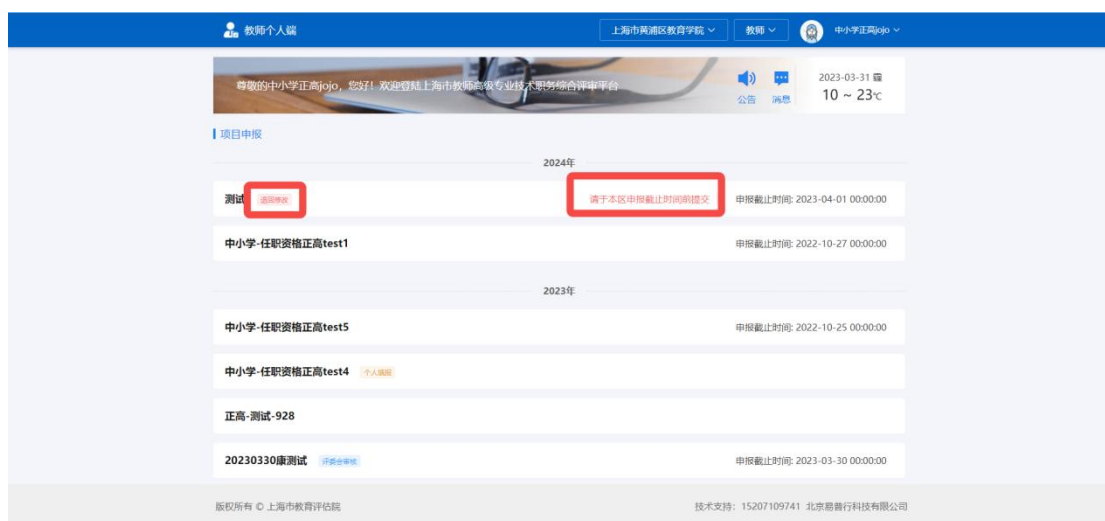 教师个人端 上海市黄浦区教育学院 教师 中小学正高jojo
尊敬的中小学正高jojo，您好！欢迎登陆上海市教师高级专业技术职务综合评审平台
公告 消息
2023-03-31
10 ~ 23℃
项目申报
2024年
测试 退回修改 请于本区申报截止时间前提交 申报截止时间: 2023-04-01 00:00:00
中小学-任职资格正高test1 申报截止时间: 2022-10-27 00:00:00
2023年
中小学-任职资格正高test5 申报截止时间: 2022-10-25 00:00:00
中小学-任职资格正高test4 个人填报
正高-测试-928
20230330康测试 评委会审核 申报截止时间: 2023-03-30 00:00:00
版权所有 © 上海市教育评估院 技术支持: 15207109741 北京易普行科技有限公司